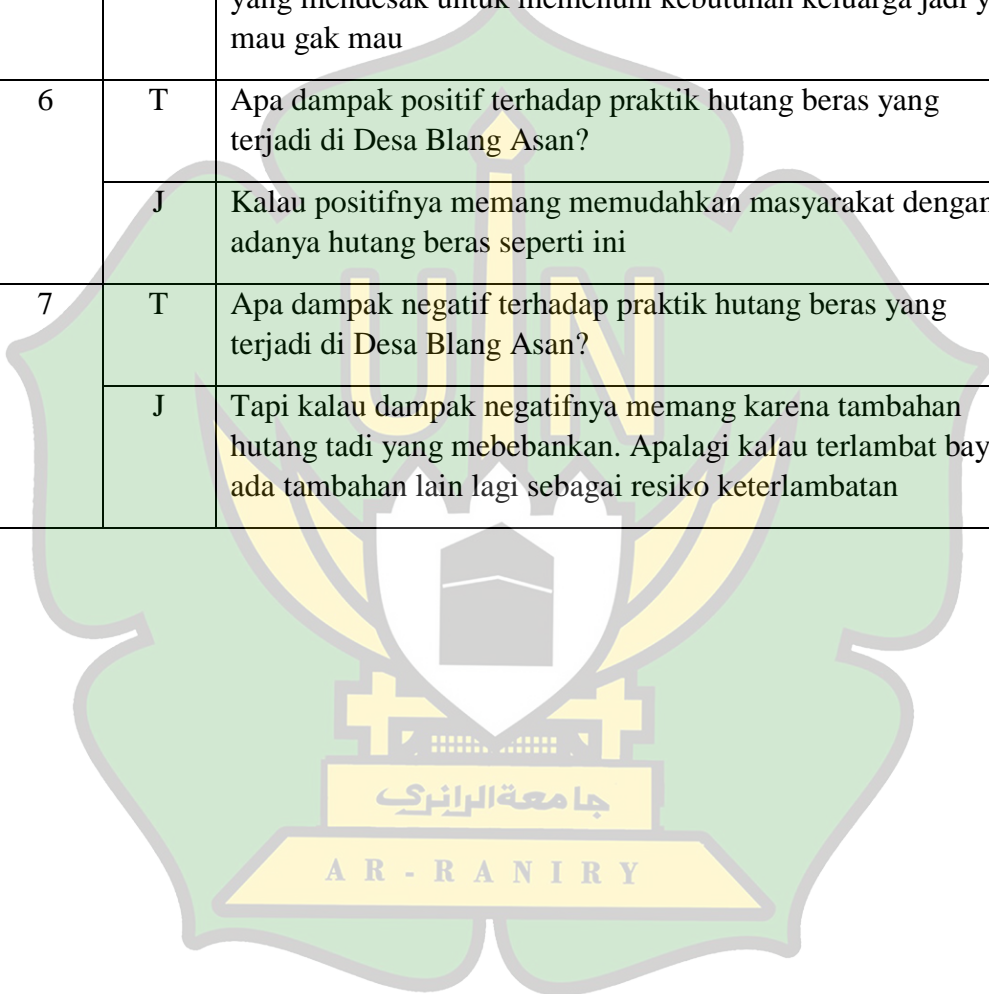 yang mendesak untuk memenuhi kebutuhan keluarga jadi y
mau gak mau
6 T Apa dampak positif terhadap praktik hutang beras yang
terjadi di Desa Blang Asan?
J Kalau positifnya memang memudahkan masyarakat dengan
adanya hutang beras seperti ini
7 T Apa dampak negatif terhadap praktik hutang beras yang
terjadi di Desa Blang Asan?
J Tapi kalau dampak negatifnya memang karena tambahan
hutang tadi yang mebebankan. Apalagi kalau terlambat bay
ada tambahan lain lagi sebagai resiko keterlambatan
UIN
جامعة الرانري
AR-RANIRY